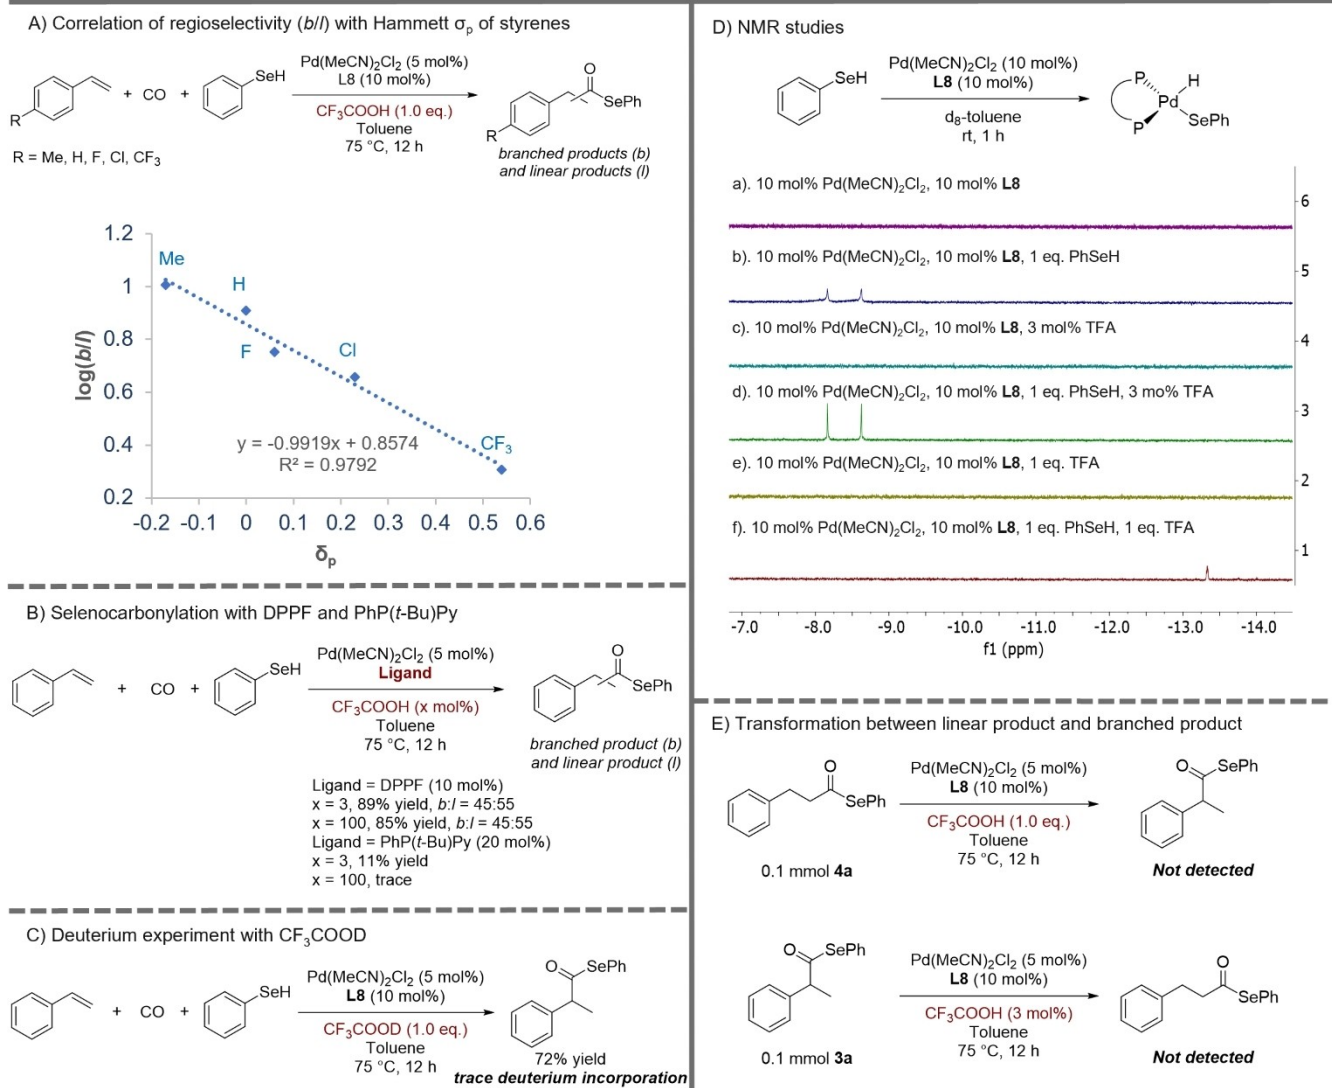 A) Correlation of regioselectivity (b/l) with Hammett σp of styrenes
R
+ CO +
SeH
Pd(MeCN)2Cl2 (5 mol%)
L8 (10 mol%)
CF3COOH (1.0 eq.)
Toluene
75 °C, 12 h
O
SePh
R
R = Me, H, F, Cl, CF3
branched products (b)
and linear products (l)
1.2
1
0.8
0.6
0.4
0.2
log(b/l)
Me
H
F
Cl
CF3
y = -0.9919x + 0.8574
R² = 0.9792
-0.2 -0.1 0 0.1 0.2 0.3 0.4 0.5 0.6
δp
B) Selenocarbonylation with DPPF and PhP(t-Bu)Py
+ CO +
SeH
Pd(MeCN)2Cl2 (5 mol%)
Ligand
CF3COOH (x mol%)
Toluene
75 °C, 12 h
O
SePh
branched product (b)
and linear product (l)
Ligand = DPPF (10 mol%)
x = 3, 89% yield, b:l = 45:55
x = 100, 85% yield, b:l = 45:55
Ligand = PhP(t-Bu)Py (20 mol%)
x = 3, 11% yield
x = 100, trace
C) Deuterium experiment with CF3COOD
+ CO +
SeH
Pd(MeCN)2Cl2 (5 mol%)
L8 (10 mol%)
CF3COOD (1.0 eq.)
Toluene
75 °C, 12 h
O
SePh
72% yield
trace deuterium incorporation
D) NMR studies
SeH
Pd(MeCN)2Cl2 (10 mol%)
L8 (10 mol%)
d8-toluene
rt, 1 h
P
H
Pd
P
SePh
a). 10 mol% Pd(MeCN)2Cl2, 10 mol% L8
b). 10 mol% Pd(MeCN)2Cl2, 10 mol% L8, 1 eq. PhSeH
c). 10 mol% Pd(MeCN)2Cl2, 10 mol% L8, 3 mol% TFA
d). 10 mol% Pd(MeCN)2Cl2, 10 mol% L8, 1 eq. PhSeH, 3 mo% TFA
e). 10 mol% Pd(MeCN)2Cl2, 10 mol% L8, 1 eq. TFA
f). 10 mol% Pd(MeCN)2Cl2, 10 mol% L8, 1 eq. PhSeH, 1 eq. TFA
6
5
4
3
2
1
-7.0 -8.0 -9.0 -10.0 -11.0 -12.0 -13.0 -14.0
f1 (ppm)
E) Transformation between linear product and branched product
O
SePh
0.1 mmol 4a
Pd(MeCN)2Cl2 (5 mol%)
L8 (10 mol%)
CF3COOH (1.0 eq.)
Toluene
75 °C, 12 h
O
SePh
Not detected
O
SePh
0.1 mmol 3a
Pd(MeCN)2Cl2 (5 mol%)
L8 (10 mol%)
CF3COOH (3 mol%)
Toluene
75 °C, 12 h
O
SePh
Not detected